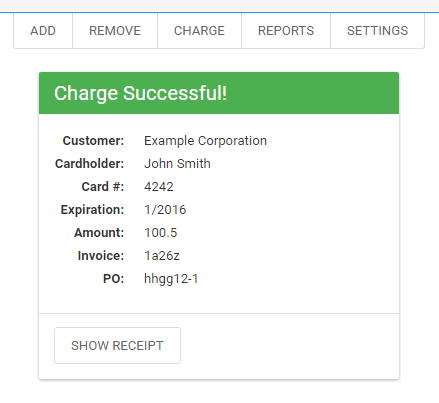 ADD REMOVE CHARGE REPORTS SETTINGS
Charge Successful!
Customer: Example Corporation
Cardholder: John Smith
Card #: 4242
Expiration: 1/2016
Amount: 100.5
Invoice: 1a26z
PO: hhgg12-1
SHOW RECEIPT